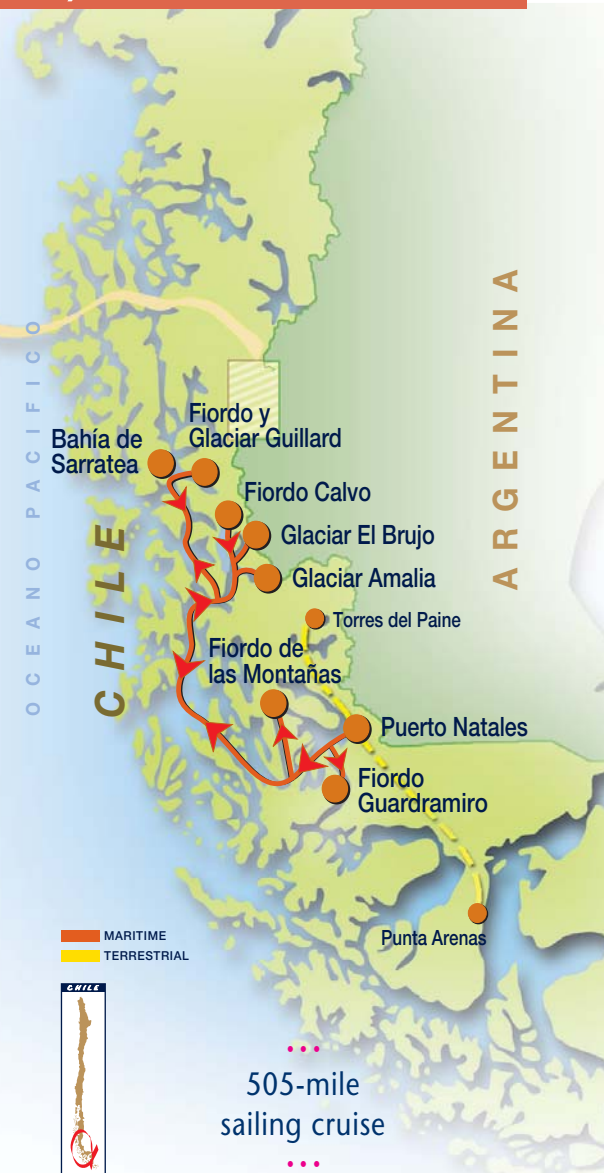 ARGENTINA
OCEANO PACIFICO
CHILE
Fiordo y
Glaciar Guillard
Bahía de
Sarratea
Fiordo Calvo
Glaciar El Brujo
Glaciar Amalia
Torres del Paine
Fiordo de
las Montañas
Puerto Natales
Fiordo
Guardramiro
Punta Arenas
MARITIME
TERRESTRIAL
CHILE
505-mile
sailing cruise